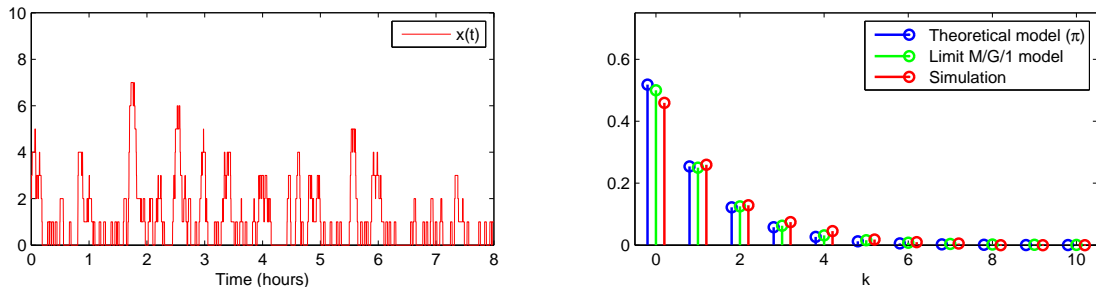 10
8
6
4
2
0
x(t)
0 1 2 3 4 5 6 7 8
Time (hours)
0.6
0.4
0.2
0
Theoretical model (π)
Limit M/G/1 model
Simulation
0 2 4 6 8 10
k